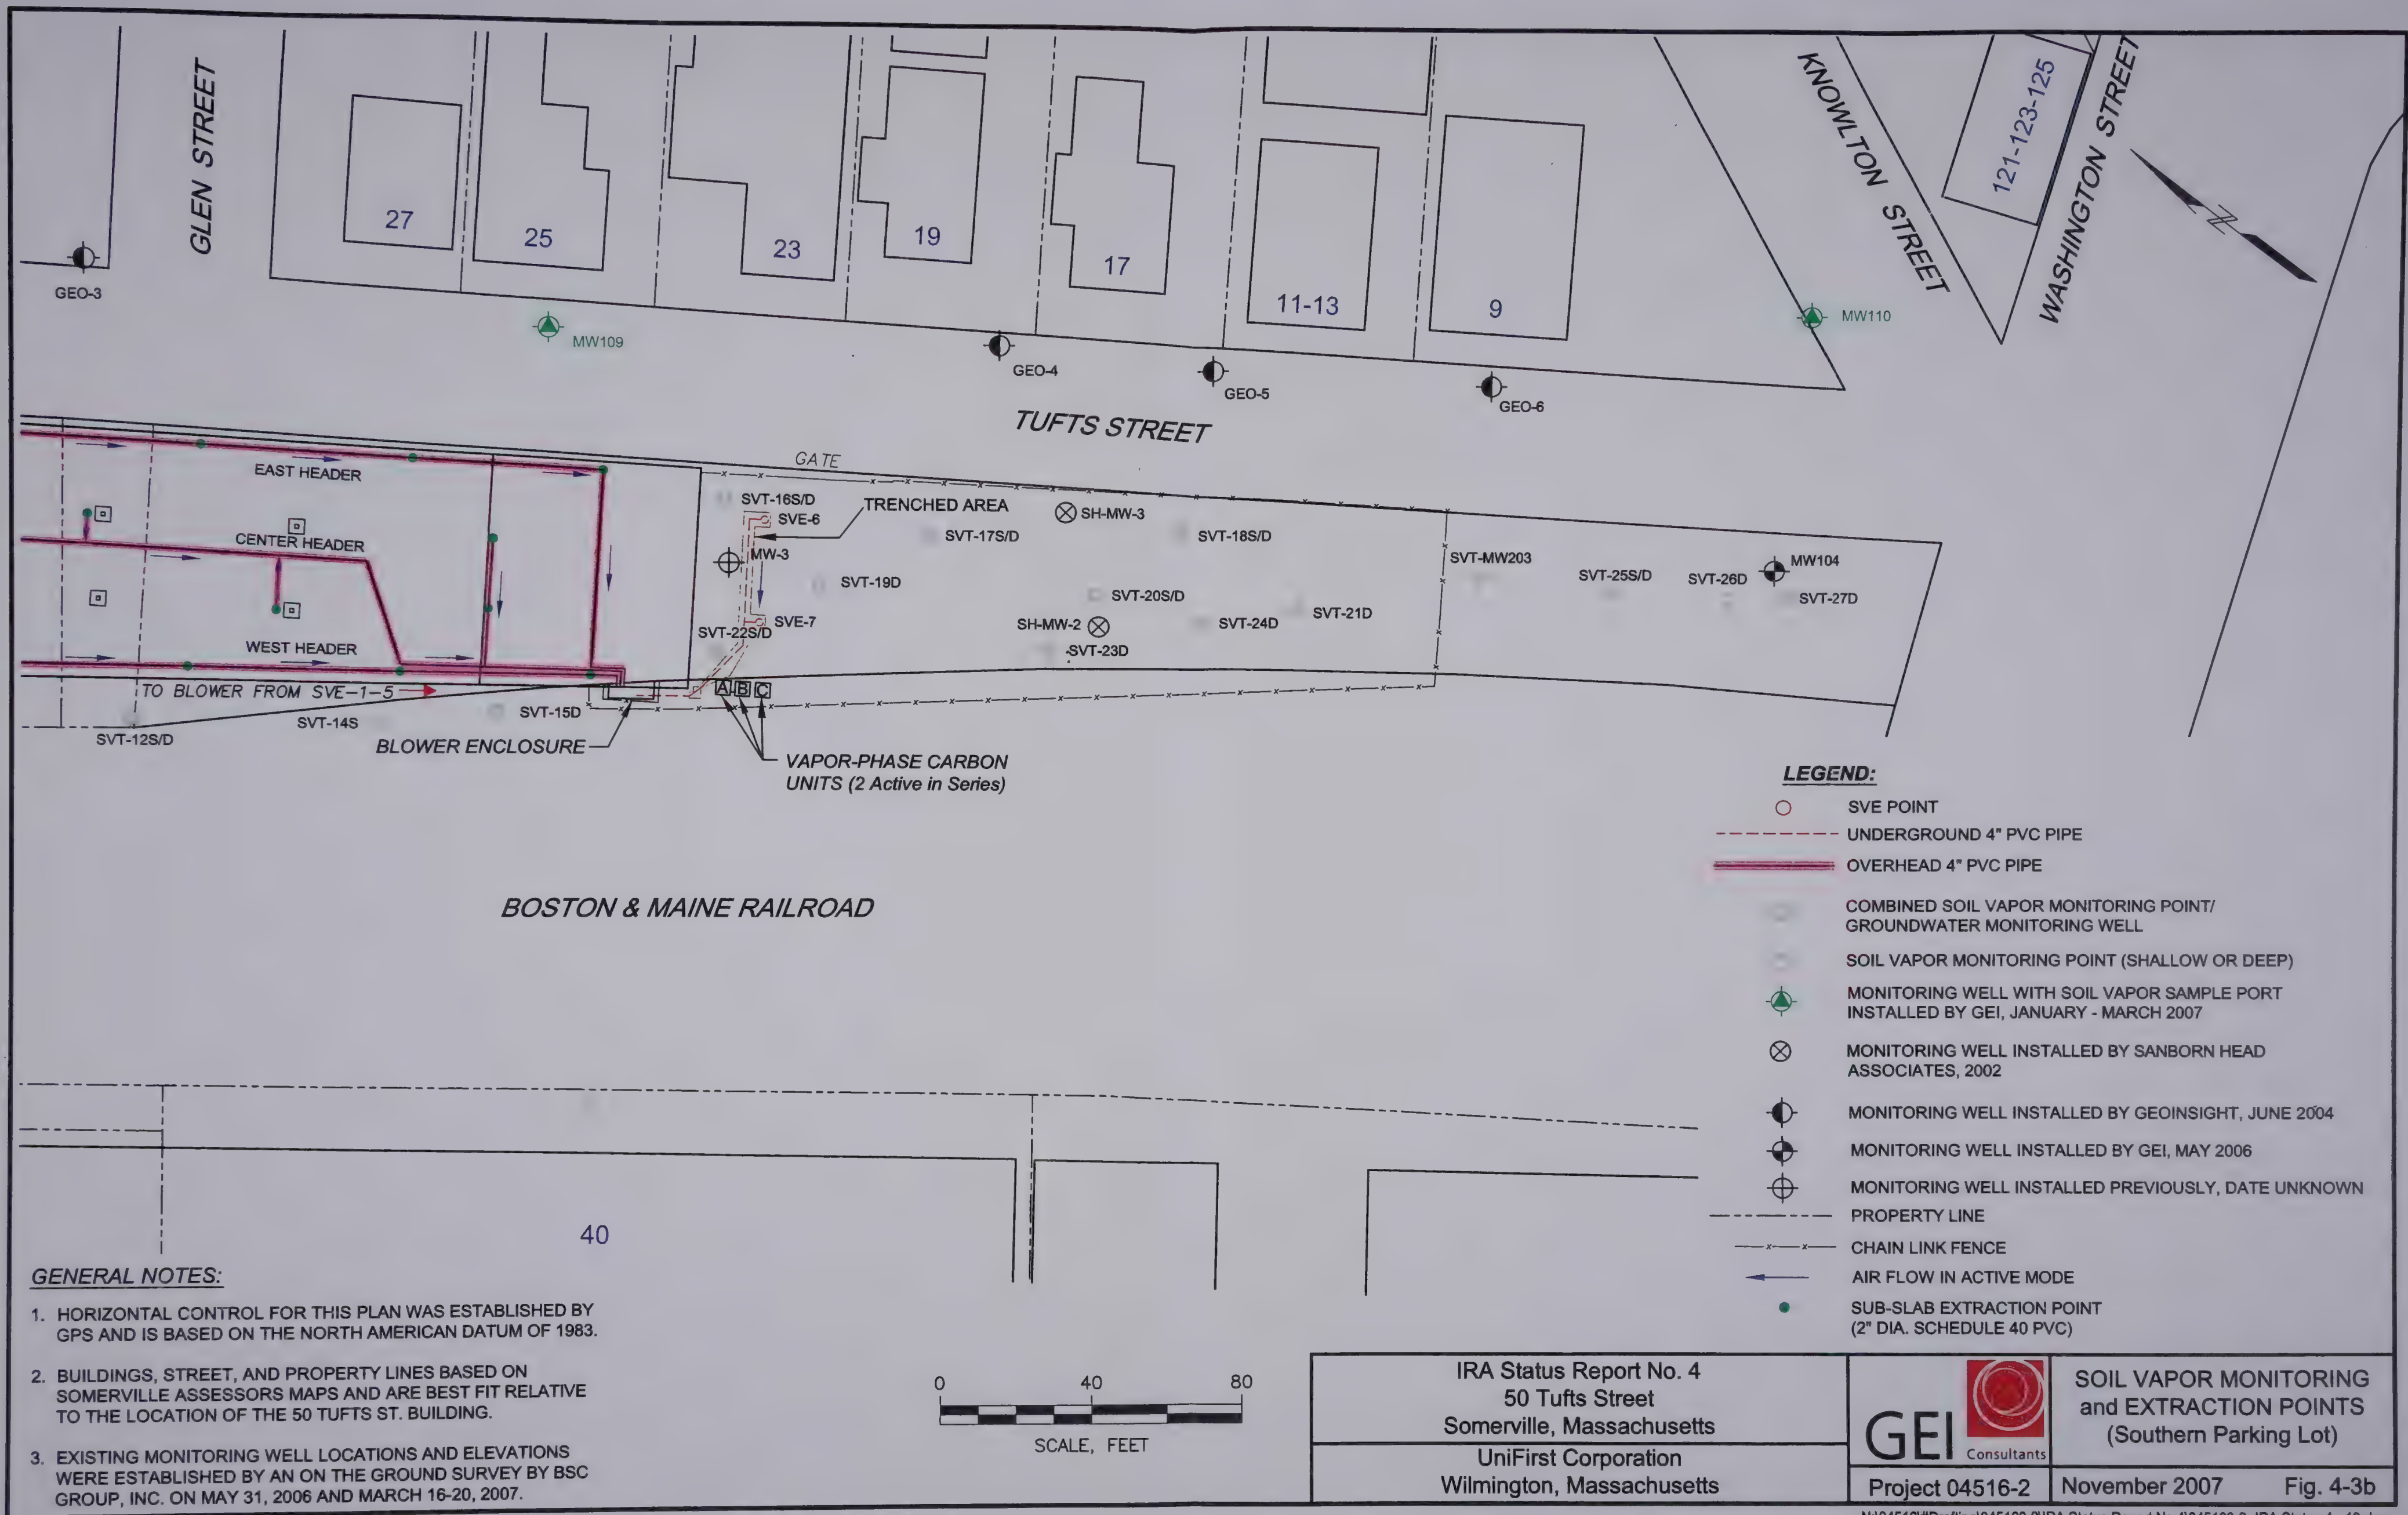 GLEN STREET
KNOWLTON STREET
WASHINGTON STREET
121-123-125
27
25
23
19
17
11-13
9
GEO-3
MW109
GEO-4
GEO-5
GEO-6
MW110
TUFTS STREET
GATE
EAST HEADER
CENTER HEADER
WEST HEADER
TO BLOWER FROM SVE-1-5
SVT-16S/D
SVE-6
TRENCHED AREA
MW-3
SVT-17S/D
SH-MW-3
SVT-18S/D
SVT-19D
SVT-20S/D
SVT-MW203
SVT-25S/D
SVT-26D
MW104
SVT-27D
SVE-7
SVT-22S/D
SH-MW-2
SVT-24D
SVT-21D
SVT-23D
A
B
C
SVT-12S/D
SVT-14S
SVT-15D
BLOWER ENCLOSURE
VAPOR-PHASE CARBON
UNITS (2 Active in Series)
BOSTON & MAINE RAILROAD
40
LEGEND:
SVE POINT
UNDERGROUND 4" PVC PIPE
OVERHEAD 4" PVC PIPE
COMBINED SOIL VAPOR MONITORING POINT/
GROUNDWATER MONITORING WELL
SOIL VAPOR MONITORING POINT (SHALLOW OR DEEP)
MONITORING WELL WITH SOIL VAPOR SAMPLE PORT
INSTALLED BY GEI, JANUARY - MARCH 2007
MONITORING WELL INSTALLED BY SANBORN HEAD
ASSOCIATES, 2002
MONITORING WELL INSTALLED BY GEOINSIGHT, JUNE 2004
MONITORING WELL INSTALLED BY GEI, MAY 2006
MONITORING WELL INSTALLED PREVIOUSLY, DATE UNKNOWN
PROPERTY LINE
CHAIN LINK FENCE
AIR FLOW IN ACTIVE MODE
SUB-SLAB EXTRACTION POINT
(2" DIA. SCHEDULE 40 PVC)
GENERAL NOTES:
1. HORIZONTAL CONTROL FOR THIS PLAN WAS ESTABLISHED BY
GPS AND IS BASED ON THE NORTH AMERICAN DATUM OF 1983.
2. BUILDINGS, STREET, AND PROPERTY LINES BASED ON
SOMERVILLE ASSESSORS MAPS AND ARE BEST FIT RELATIVE
TO THE LOCATION OF THE 50 TUFTS ST. BUILDING.
3. EXISTING MONITORING WELL LOCATIONS AND ELEVATIONS
WERE ESTABLISHED BY AN ON THE GROUND SURVEY BY BSC
GROUP, INC. ON MAY 31, 2006 AND MARCH 16-20, 2007.
0 40 80
SCALE, FEET
IRA Status Report No. 4
50 Tufts Street
Somerville, Massachusetts
UniFirst Corporation
Wilmington, Massachusetts
GEI Consultants
Project 04516-2
SOIL VAPOR MONITORING
and EXTRACTION POINTS
(Southern Parking Lot)
November 2007 Fig. 4-3b